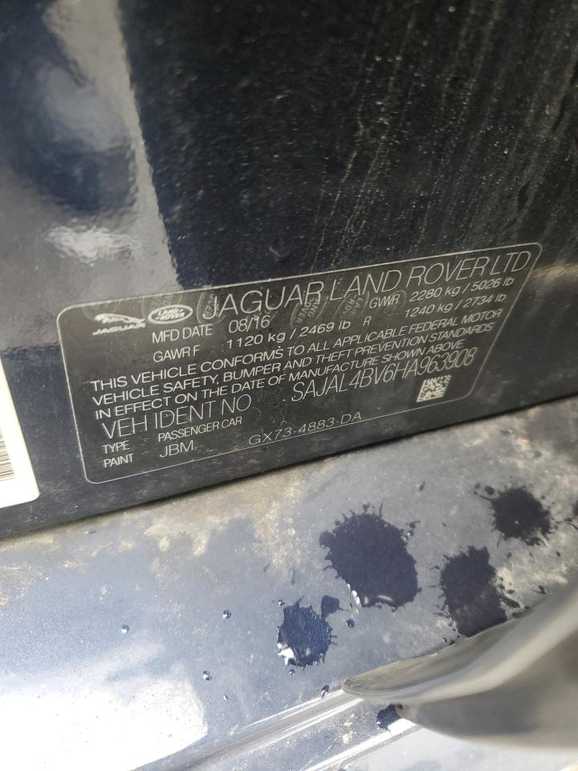 JAGUAR LAND-ROVER JAGUAR LAND ROVER LTD
MFD DATE 08/16 GWWR 2280 kg / 5026 lb
GAWR F 1120 kg / 2469 lb R 1240 kg / 2734 lb
THIS VEHICLE CONFORMS TO ALL APPLICABLE FEDERAL MOTOR
VEHICLE SAFETY, BUMPER, AND THEFT PREVENTION STANDARDS
IN EFFECT ON THE DATE OF MANUFACTURE SHOWN ABOVE
VEH IDENT NO SAJAL4BV6HA963908
TYPE PASSENGER CAR
PAINT JBM GX73-4883-DA